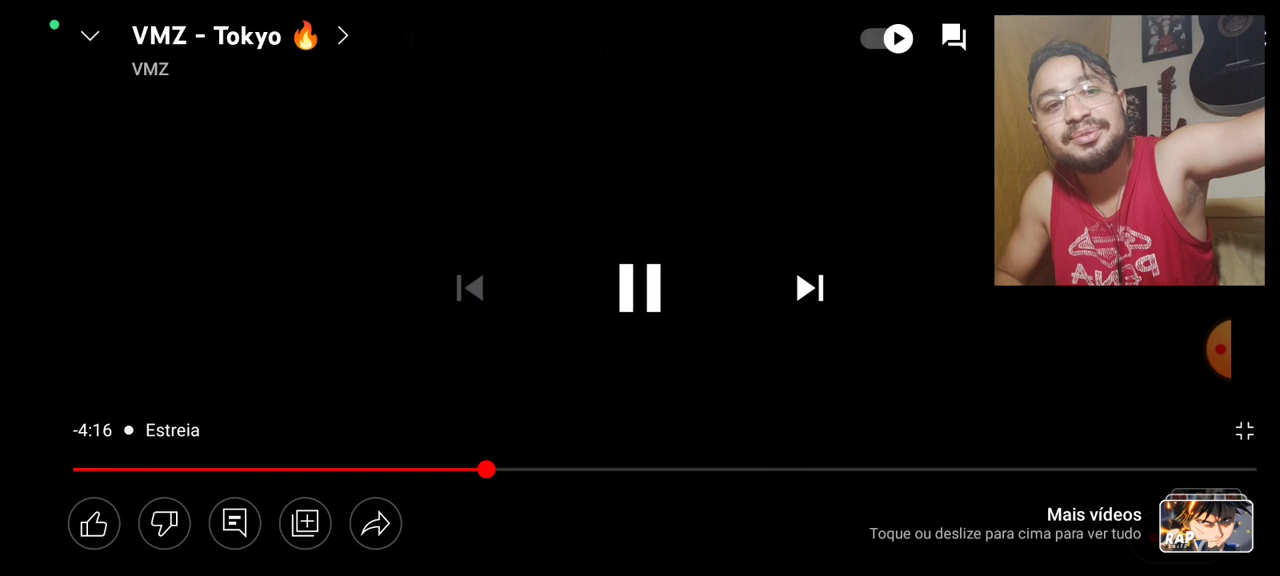 VMZ - Tokyo 🔥
VMZ
-4:16 • Estreia
Mais vídeos
Toque ou deslize para cima para ver tudo
RAP